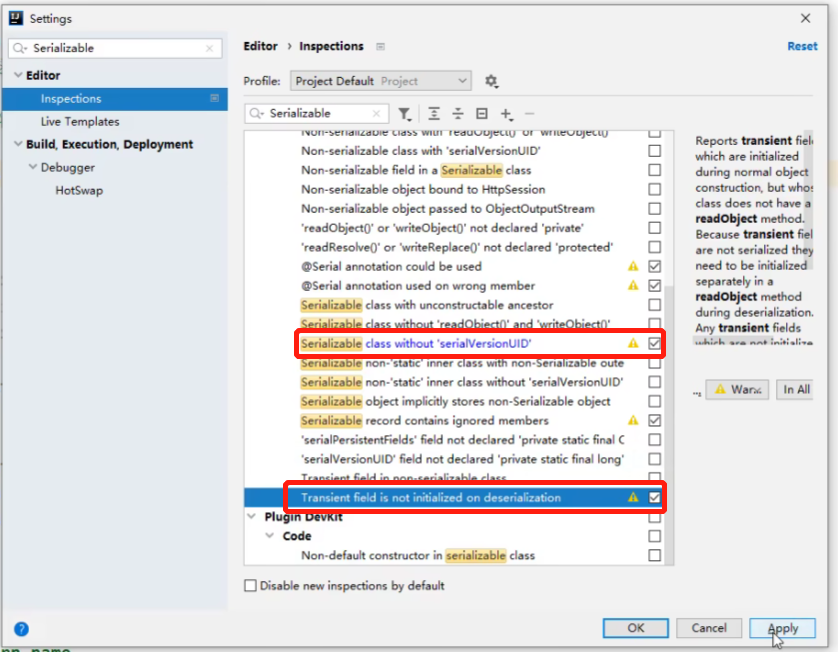 Settings
Serializable
Editor
Inspections
Live Templates
Build, Execution, Deployment
Debugger
HotSwap
Editor › Inspections
Reset
Profile: Project Default Project
Serializable
Non-serializable class with 'readObject()' or 'writeObject()'
Non-serializable class with 'serialVersionUID'
Non-serializable field in a Serializable class
Non-serializable object bound to HttpSession
Non-serializable object passed to ObjectOutputStream
'readObject()' or 'writeObject()' not declared 'private'
'readResolve()' or 'writeReplace()' not declared 'protected'
@Serial annotation could be used
@Serial annotation used on wrong member
Serializable class with unconstructable ancestor
Serializable class without 'readObject()' and 'writeObject()'
Serializable class without 'serialVersionUID'
Serializable non-'static' inner class with non-Serializable oute
Serializable non-'static' inner class without 'serialVersionUID'
Serializable object implicitly stores non-Serializable object
Serializable record contains ignored members
'serialPersistentFields' field not declared 'private static final C
'serialVersionUID' field not declared 'private static final long'
Transient field in non-serializable class
Transient field is not initialized on deserialization
Plugin DevKit
Code
Non-default constructor in serializable class
Reports transient fiel
which are initialized
during normal object
construction, but whos
class does not have a
readObject method.
Because transient fiel
are not serialized they
need to be initialized
separately in a
readObject method
during deserialization.
Any transient fields
which are not initialize
In All
Disable new inspections by default
? OK Cancel Apply